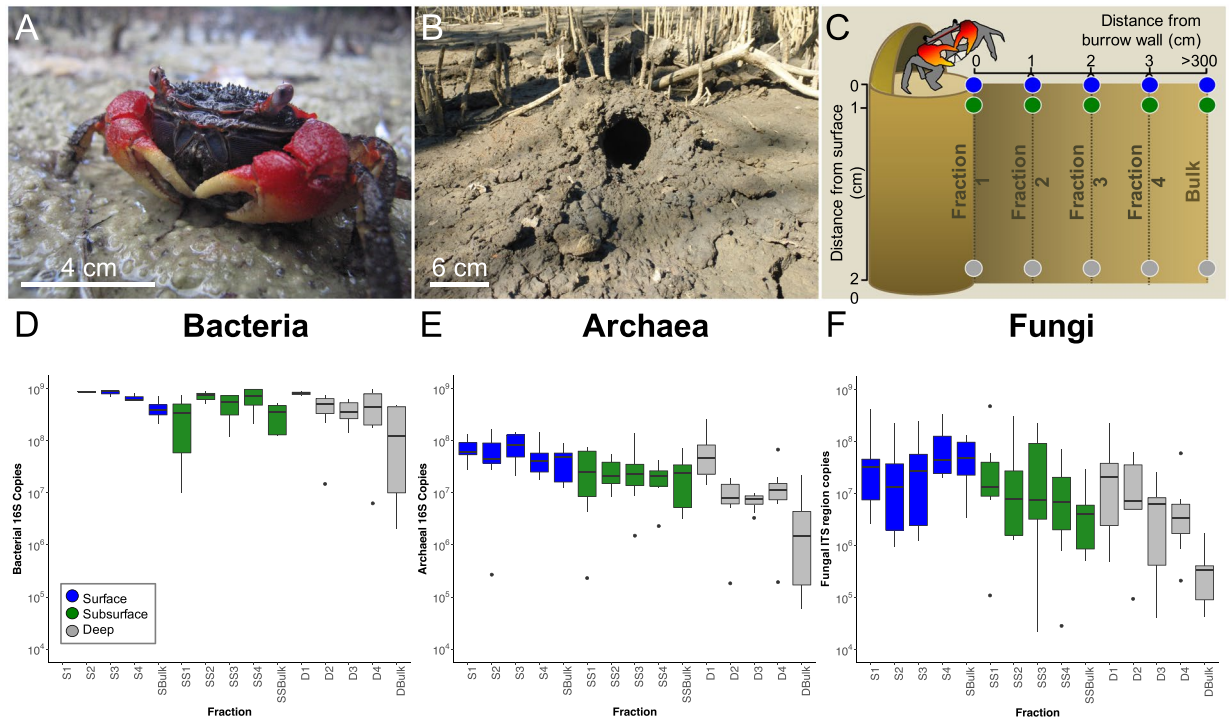 A
4 cm
B
6 cm
C
Distance from
burrow wall (cm)
0 1 2 3 >300
0
1
2
0
Distance from surface
(cm)
Fraction
1
Fraction
2
Fraction
3
Fraction
4
Bulk
D Bacteria
Bacterial 16S Copies
10⁹
10⁸
10⁷
10⁶
10⁵
10⁴
Surface
Subsurface
Deep
S1 S2 S3 S4 SBulk SS1 SS2 SS3 SS4 SSBulk D1 D2 D3 D4 DBulk
Fraction
E Archaea
Archaeal 16S Copies
10⁹
10⁸
10⁷
10⁶
10⁵
10⁴
S1 S2 S3 S4 SBulk SS1 SS2 SS3 SS4 SSBulk D1 D2 D3 D4 DBulk
Fraction
F Fungi
Fungal ITS region copies
10⁹
10⁸
10⁷
10⁶
10⁵
10⁴
S1 S2 S3 S4 SBulk SS1 SS2 SS3 SS4 SSBulk D1 D2 D3 D4 DBulk
Fraction